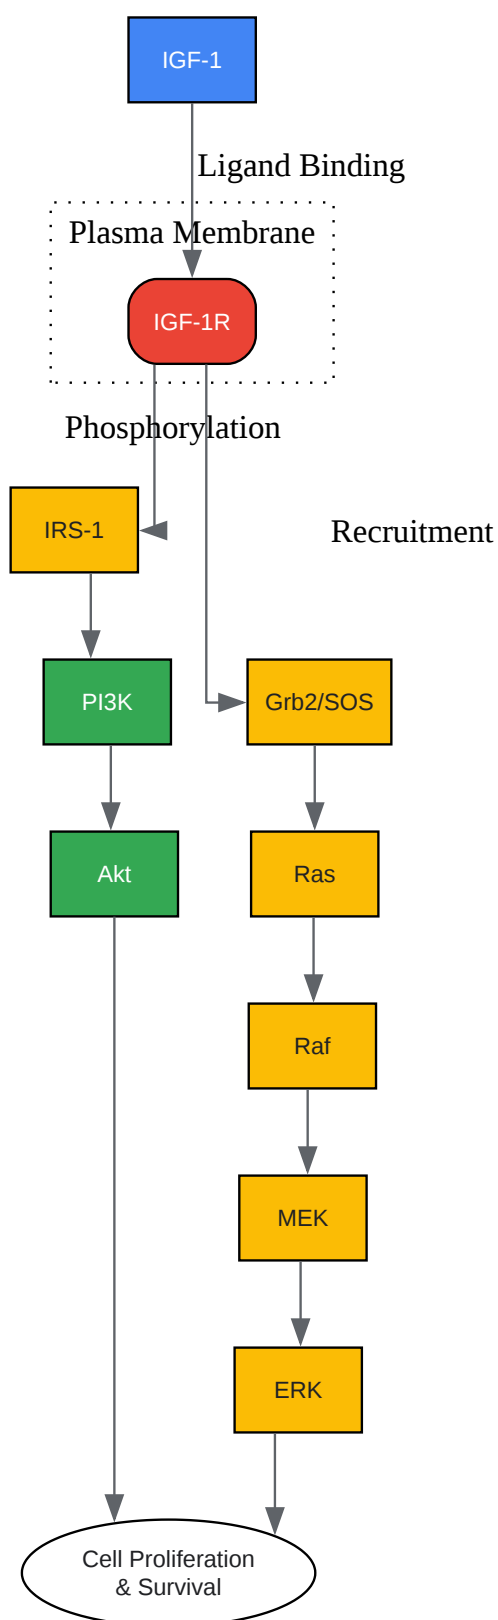 IGF-1
Ligand Binding
Plasma Membrane
IGF-1R
Phosphorylation
IRS-1
Recruitment
PI3K
Grb2/SOS
Akt
Ras
Raf
MEK
ERK
Cell Proliferation
& Survival